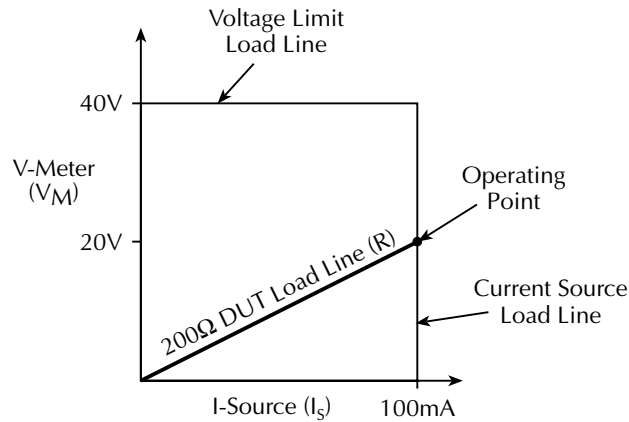 Voltage Limit
Load Line
40V
V-Meter
(VM)
Operating
Point
20V
200Ω DUT Load Line (R)
Current Source
Load Line
I-Source (IS)
100mA